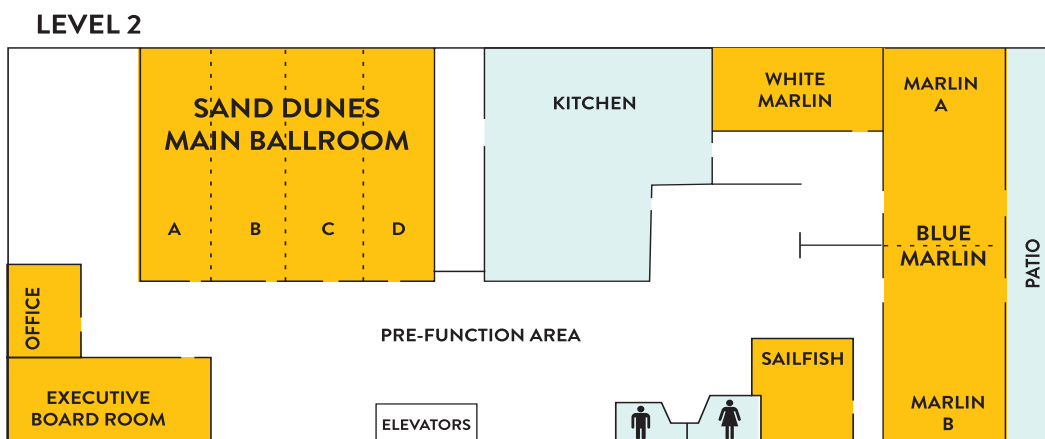 LEVEL 2
SAND DUNES
MAIN BALLROOM
A
B
C
D
KITCHEN
WHITE
MARLIN
MARLIN
A
BLUE
MARLIN
PATIO
OFFICE
PRE-FUNCTION AREA
SAILFISH
EXECUTIVE
BOARD ROOM
ELEVATORS
MARLIN
B